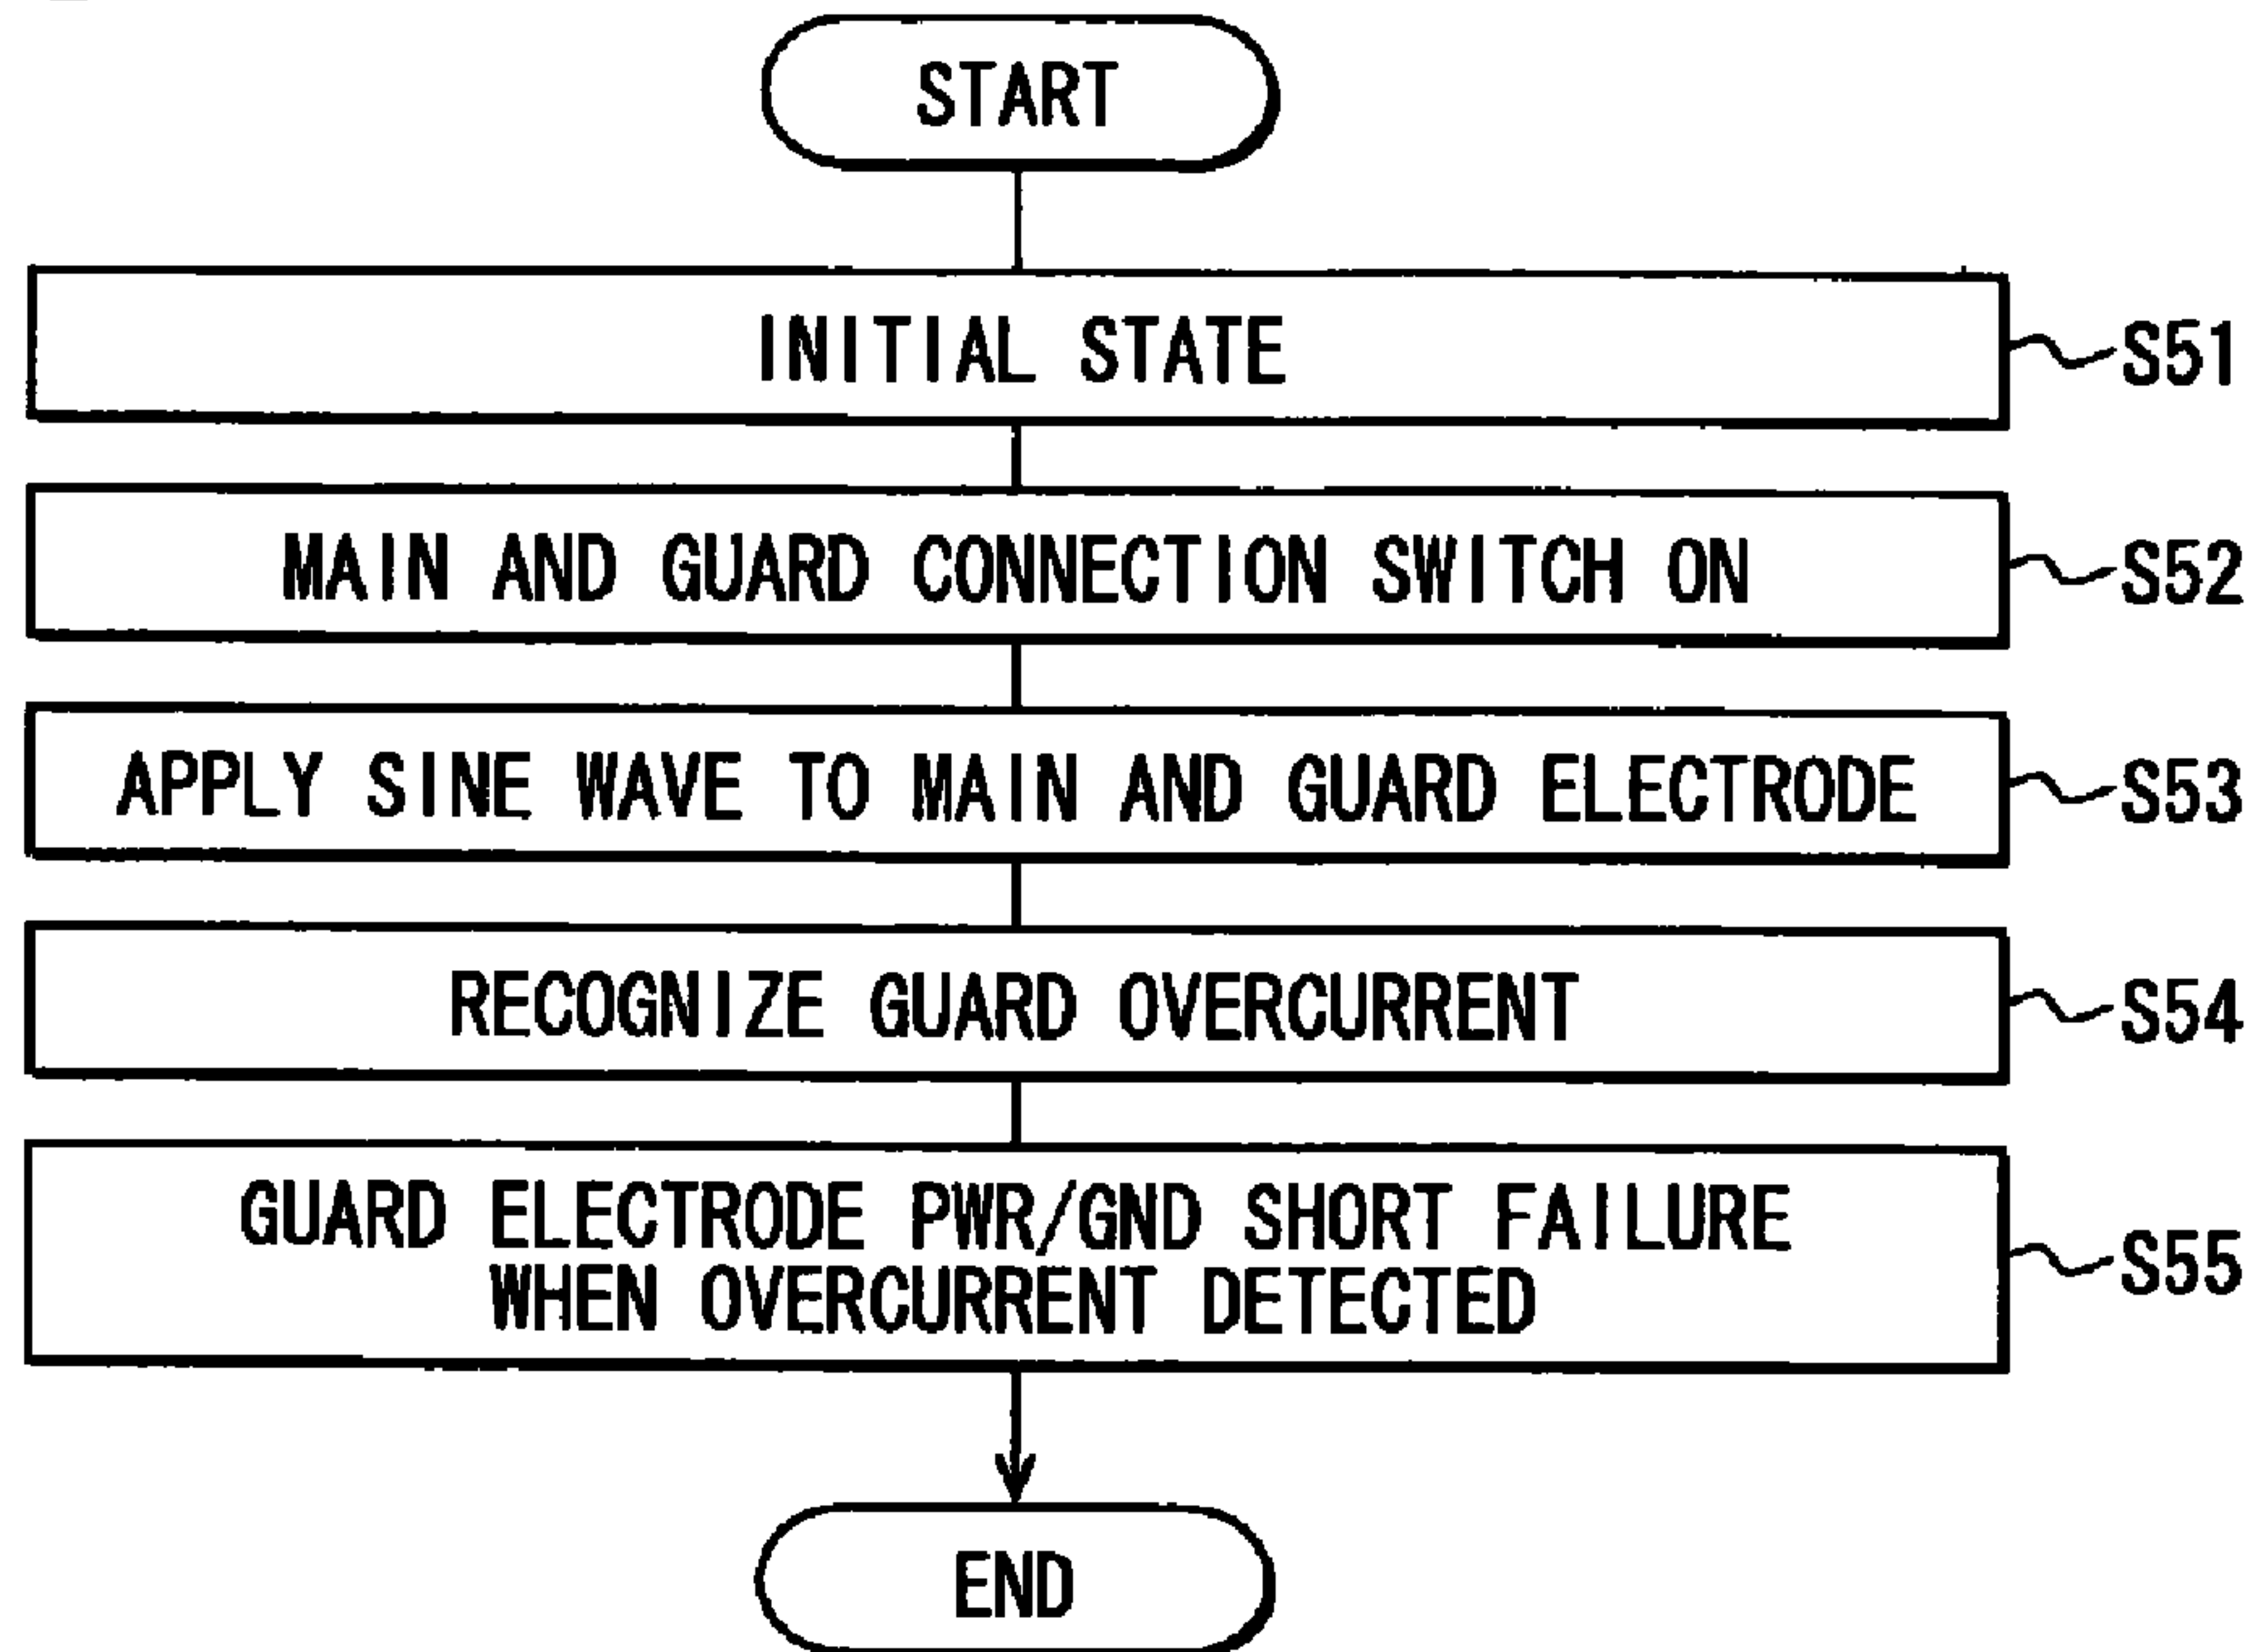 START
INITIAL STATE
S51
MAIN AND GUARD CONNECTION SWITCH ON
S52
APPLY SINE WAVE TO MAIN AND GUARD ELECTRODE
S53
RECOGNIZE GUARD OVERCURRENT
S54
GUARD ELECTRODE PWR/GND SHORT FAILURE
WHEN OVERCURRENT DETECTED
S55
END